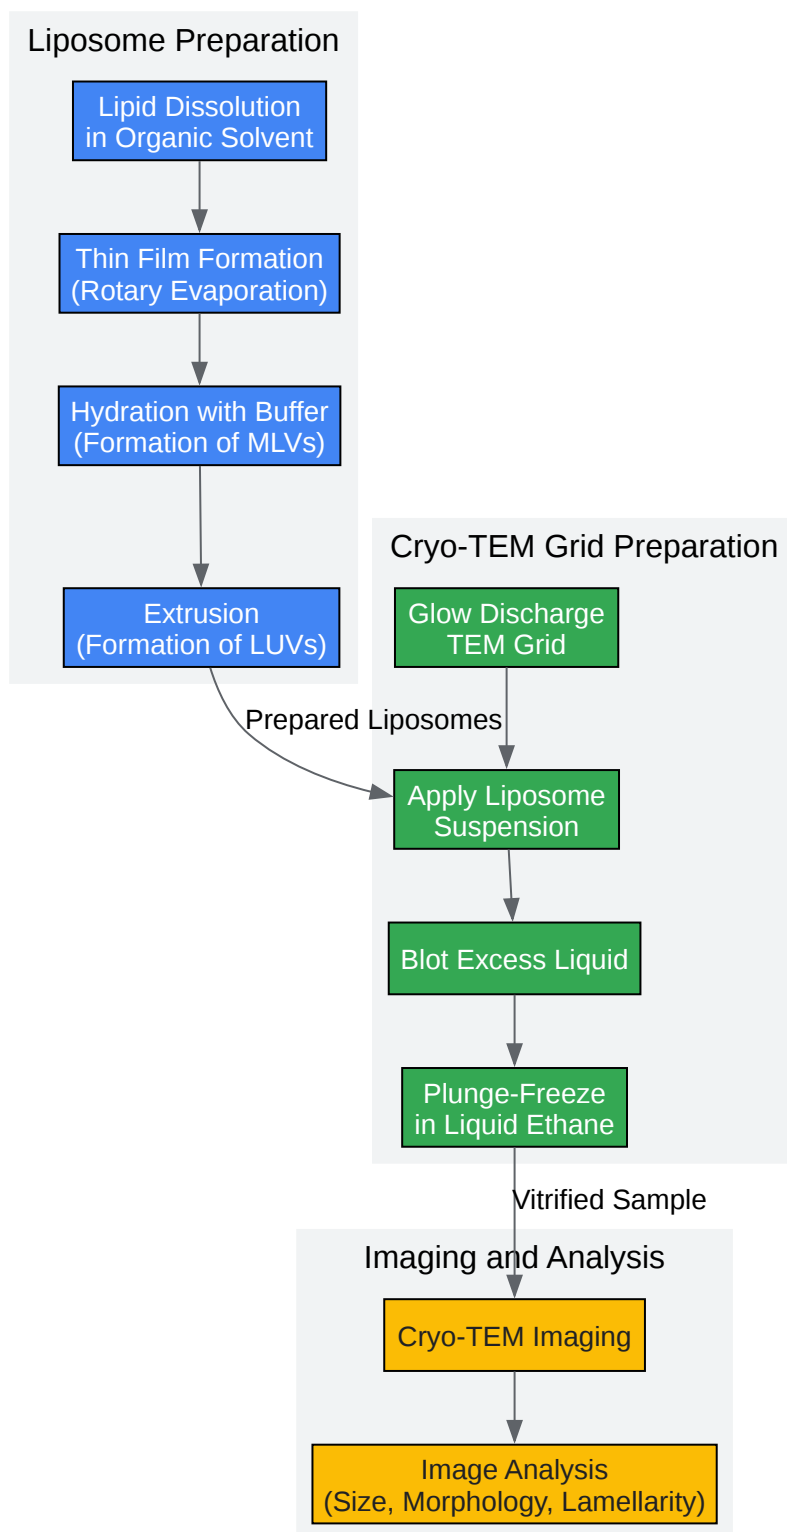 Liposome Preparation
Lipid Dissolution
in Organic Solvent
Thin Film Formation
(Rotary Evaporation)
Hydration with Buffer
(Formation of MLVs)
Extrusion
(Formation of LUVs)
Prepared Liposomes
Cryo-TEM Grid Preparation
Glow Discharge
TEM Grid
Apply Liposome
Suspension
Blot Excess Liquid
Plunge-Freeze
in Liquid Ethane
Vitrified Sample
Imaging and Analysis
Cryo-TEM Imaging
Image Analysis
(Size, Morphology, Lamellarity)